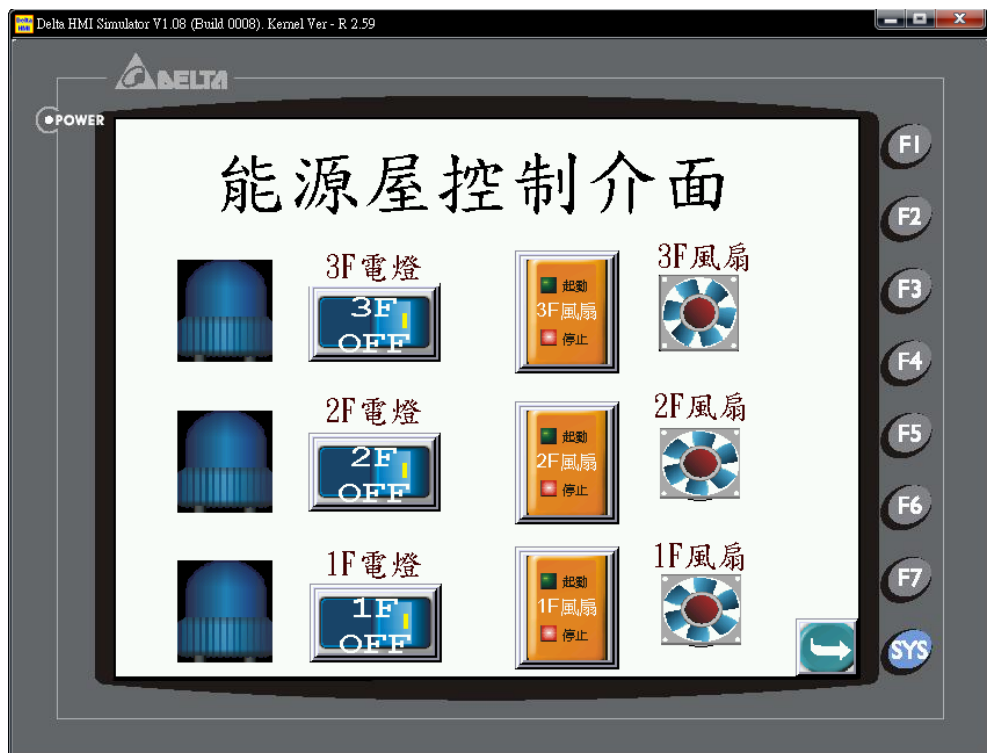 Delta HMI Simulator V1.08 (Build 0008). Kernel Ver - R 2.59
DELTA
POWER
能源屋控制介面
3F電燈
3F
OFF
起動
3F風扇
停止
3F風扇
2F電燈
2F
OFF
起動
2F風扇
停止
2F風扇
1F電燈
1F
OFF
起動
1F風扇
停止
1F風扇
F1
F2
F3
F4
F5
F6
F7
SYS